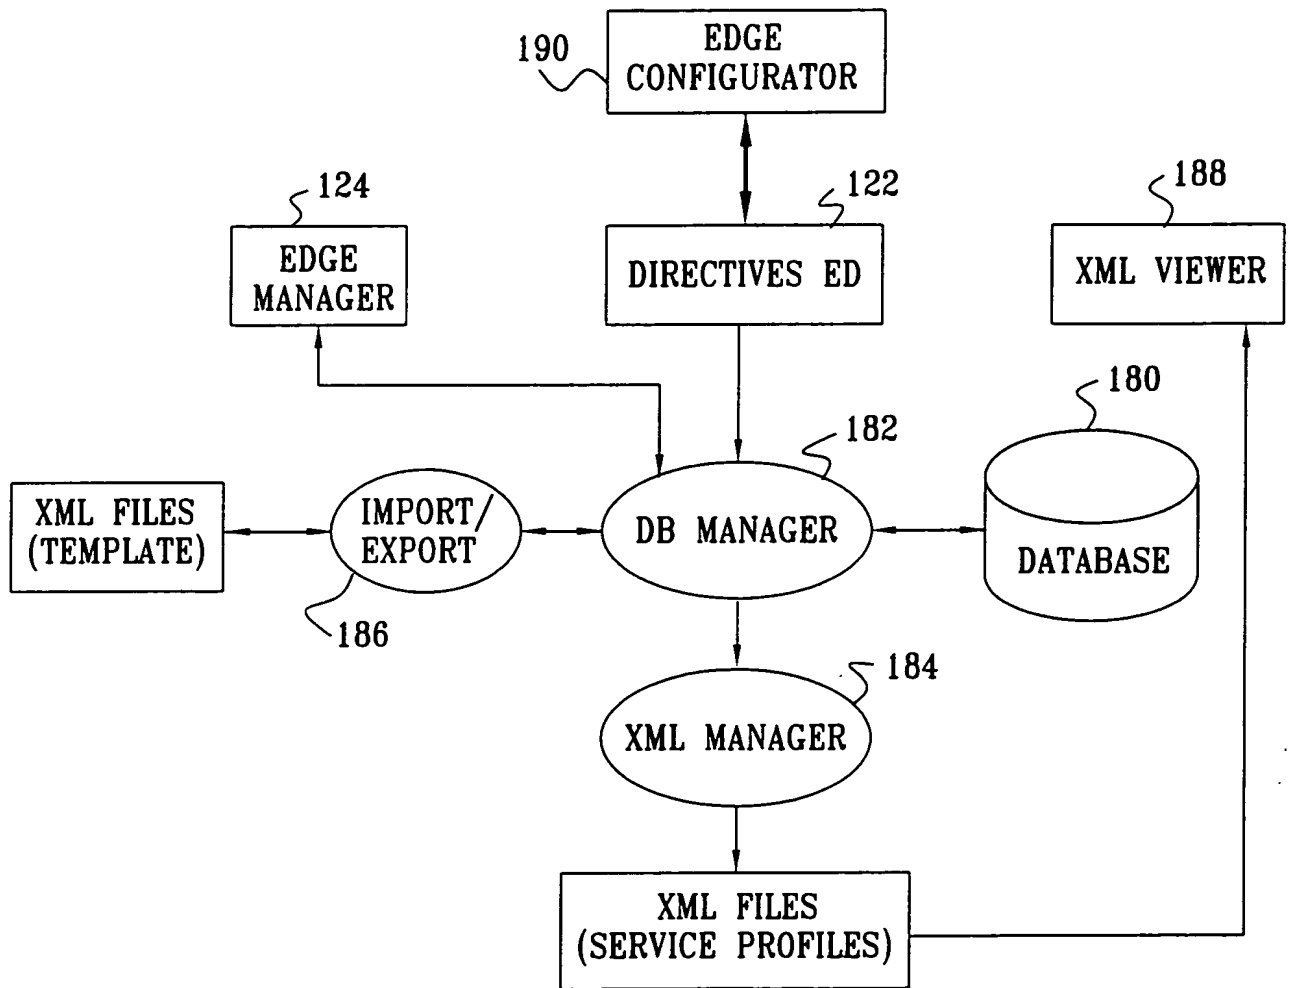 190
EDGE
CONFIGURATOR
124
122
188
EDGE
MANAGER
DIRECTIVES ED
XML VIEWER
180
182
XML FILES
(TEMPLATE)
IMPORT/
EXPORT
DB MANAGER
DATABASE
186
184
XML MANAGER
XML FILES
(SERVICE PROFILES)